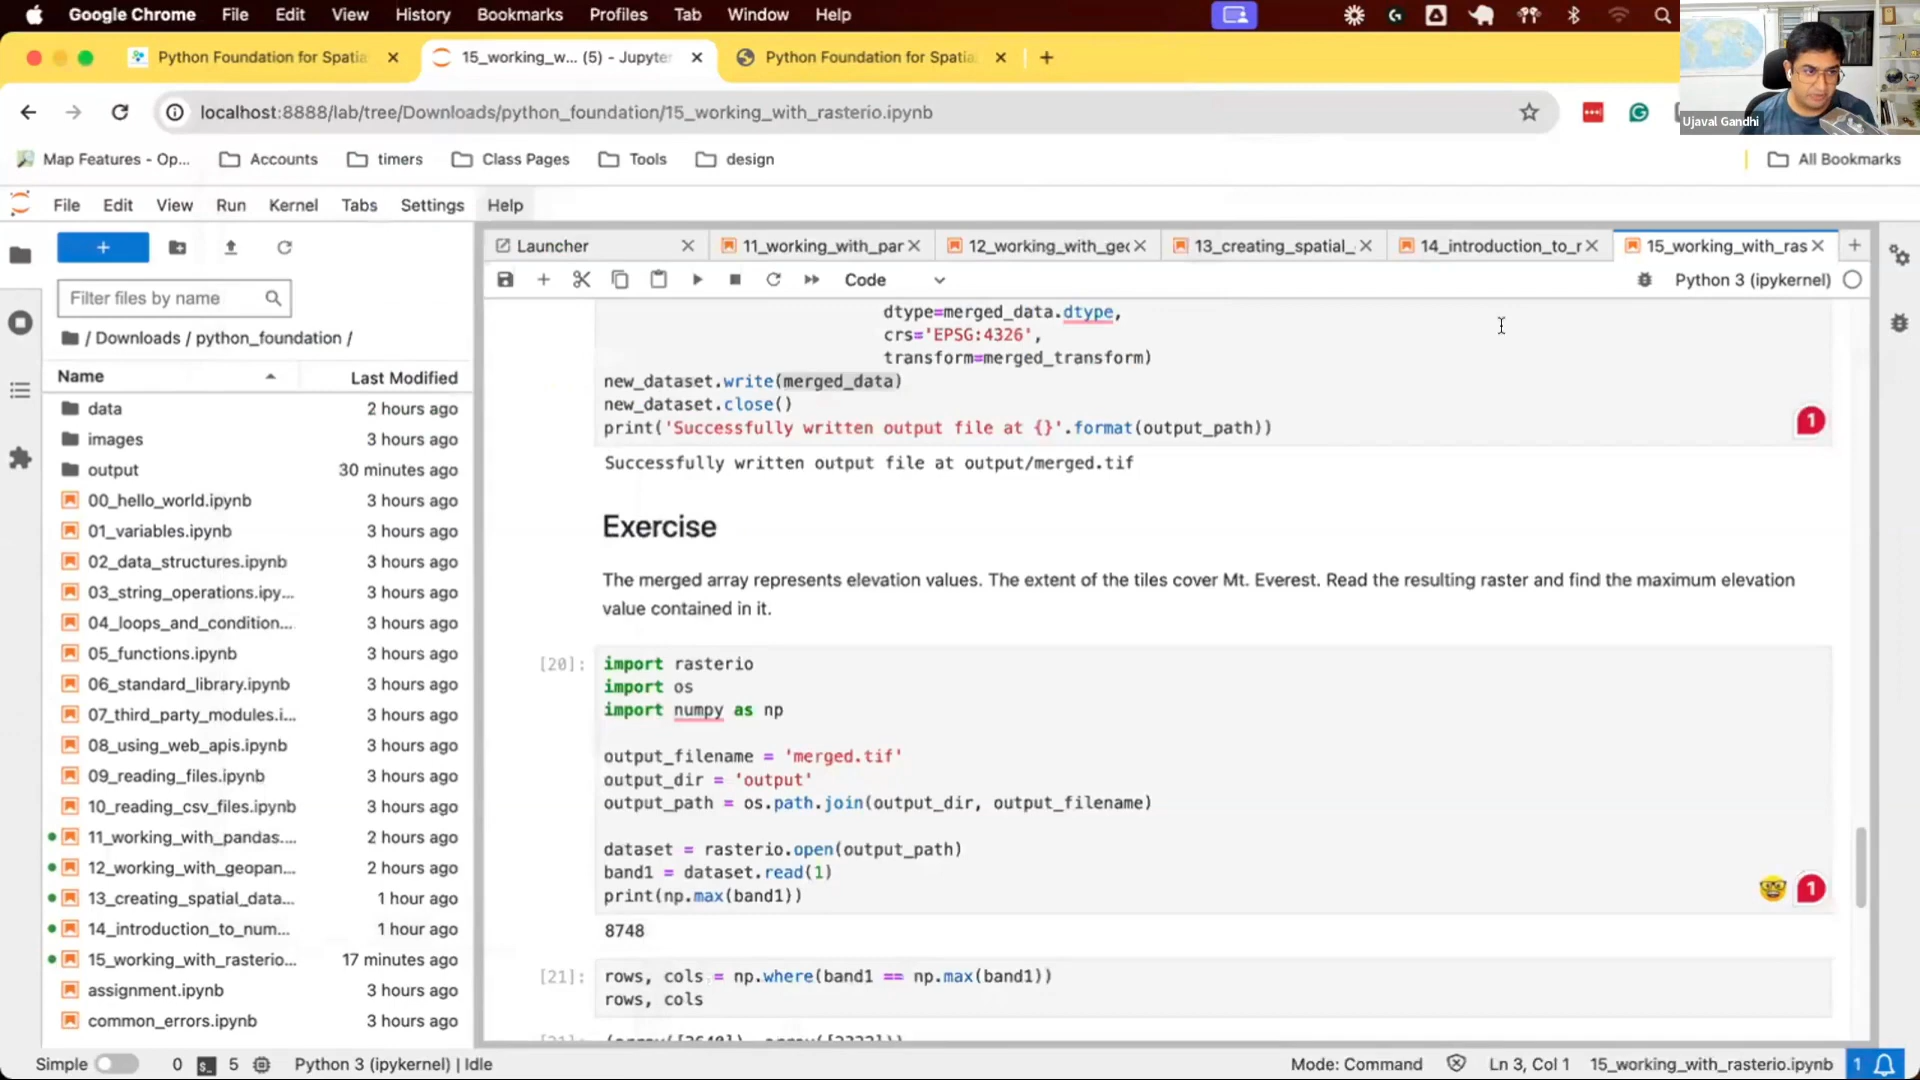 Google Chrome File Edit View History Bookmarks Profiles Tab Window Help
Python Foundation for Spatia
15_working_w... (5) - Jupyter
Python Foundation for Spatia
localhost:8888/lab/tree/Downloads/python_foundation/15_working_with_rasterio.ipynb
Ujaval Gandhi
Map Features - Op... Accounts timers Class Pages Tools design All Bookmarks
File Edit View Run Kernel Tabs Settings Help
Launcher 11_working_with_par 12_working_with_geo 13_creating_spatial_ 14_introduction_to_r 15_working_with_ras
Code Python 3 (ipykernel)
Filter files by name
/ Downloads / python_foundation /
Name Last Modified
data 2 hours ago
images 3 hours ago
output 30 minutes ago
00_hello_world.ipynb 3 hours ago
01_variables.ipynb 3 hours ago
02_data_structures.ipynb 3 hours ago
03_string_operations.ipy... 3 hours ago
04_loops_and_condition... 3 hours ago
05_functions.ipynb 3 hours ago
06_standard_library.ipynb 3 hours ago
07_third_party_modules.i... 3 hours ago
08_using_web_apis.ipynb 3 hours ago
09_reading_files.ipynb 3 hours ago
10_reading_csv_files.ipynb 3 hours ago
11_working_with_pandas.... 2 hours ago
12_working_with_geopan... 2 hours ago
13_creating_spatial_data... 1 hour ago
14_introduction_to_num... 1 hour ago
15_working_with_rasterio... 17 minutes ago
assignment.ipynb 3 hours ago
common_errors.ipynb 3 hours ago
dtype=merged_data.dtype,
crs='EPSG:4326',
transform=merged_transform)
new_dataset.write(merged_data)
new_dataset.close()
print('Successfully written output file at {}'.format(output_path))
1
Successfully written output file at output/merged.tif
Exercise
The merged array represents elevation values. The extent of the tiles cover Mt. Everest. Read the resulting raster and find the maximum elevation
value contained in it.
[20]: import rasterio
import os
import numpy as np
output_filename = 'merged.tif'
output_dir = 'output'
output_path = os.path.join(output_dir, output_filename)
dataset = rasterio.open(output_path)
band1 = dataset.read(1)
print(np.max(band1))
1
8748
[21]: rows, cols = np.where(band1 == np.max(band1))
rows, cols
Simple 0 5 Python 3 (ipykernel) | Idle Mode: Command Ln 3, Col 1 15_working_with_rasterio.ipynb 1